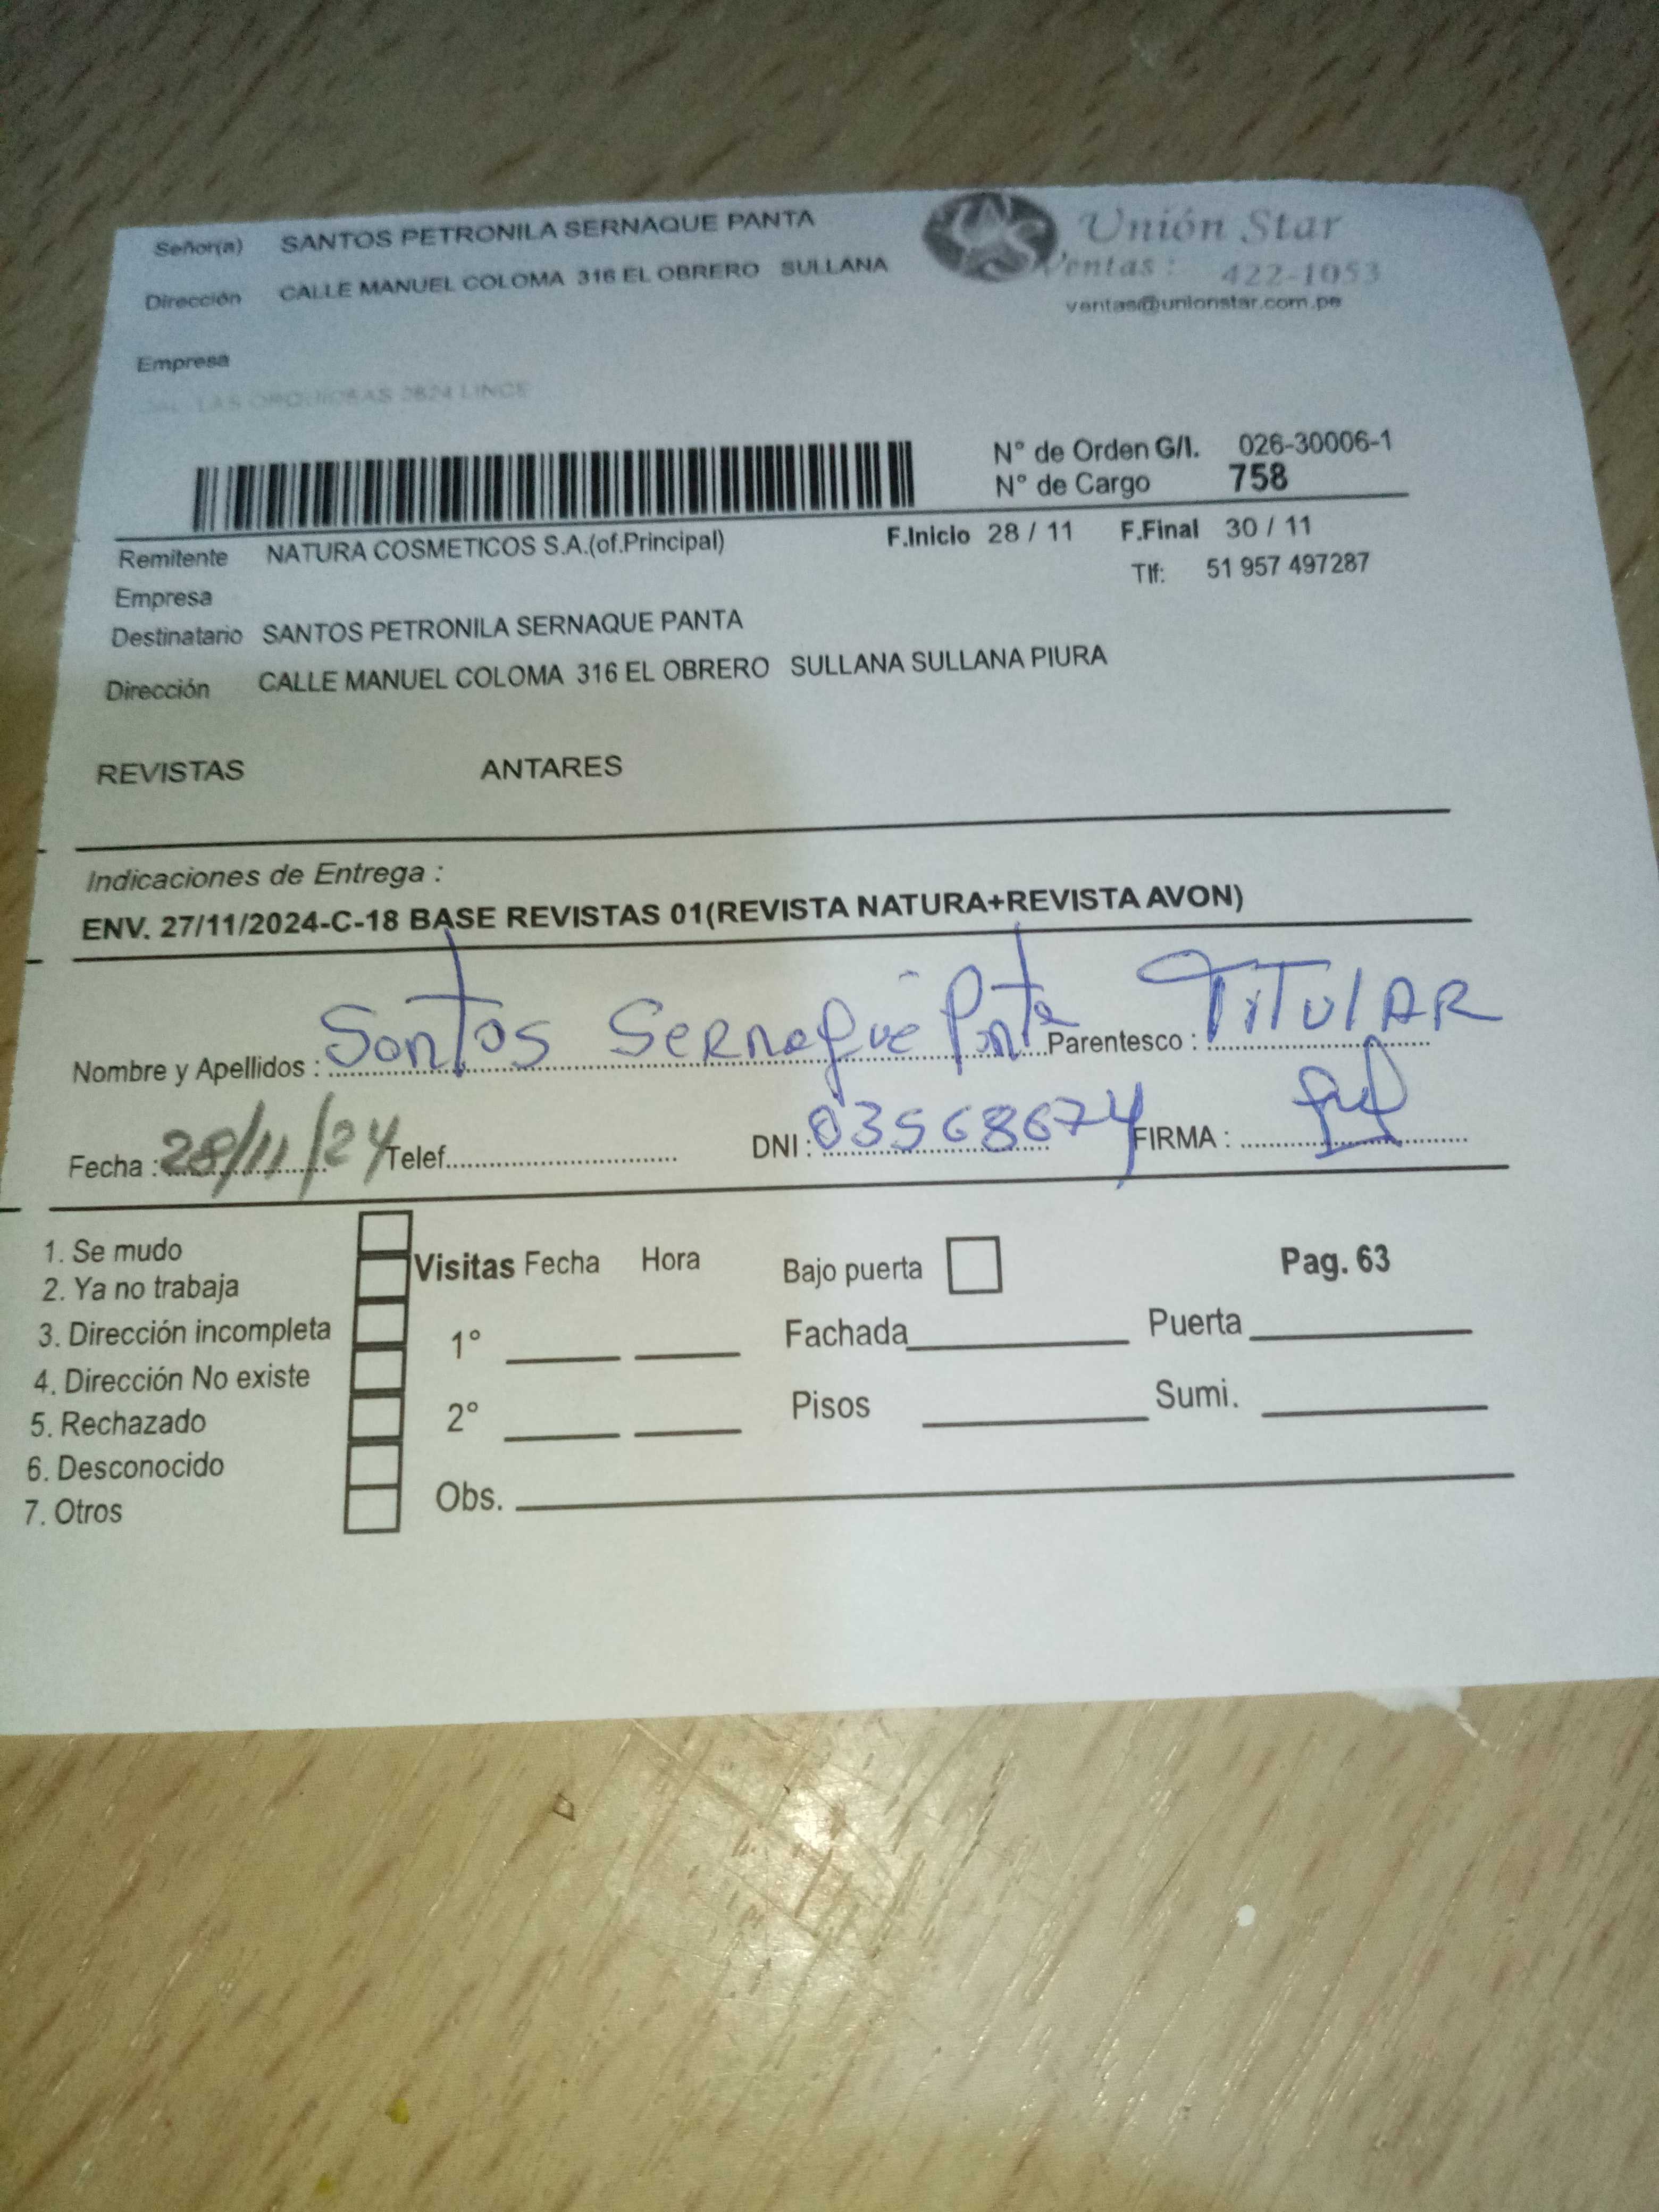 Señor(a) SANTOS PETRONILA SERNAQUE PANTA
Unión Star
Dirección CALLE MANUEL COLOMA 316 EL OBRERO SULLANA
Ventas: 422-1053
ventas@unionstar.com.pe
Empresa
LAS ORQUIDEAS 2624 LINCE
N° de Orden G/I. 026-30006-1
N° de Cargo 758
Remitente NATURA COSMETICOS S.A.(of.Principal) F.Inicio 28 / 11 F.Final 30 / 11
Empresa Tlf: 51 957 497287
Destinatario SANTOS PETRONILA SERNAQUE PANTA
Dirección CALLE MANUEL COLOMA 316 EL OBRERO SULLANA SULLANA PIURA
REVISTAS ANTARES
Indicaciones de Entrega :
ENV. 27/11/2024-C-18 BASE REVISTAS 01(REVISTA NATURA+REVISTA AVON)
Nombre y Apellidos : Santos Sernaque Panta Parentesco : TITULAR
Fecha : 28/11/24 Telef. DNI : 03568674 FIRMA :
1. Se mudo
2. Ya no trabaja
3. Dirección incompleta
4. Dirección No existe
5. Rechazado
6. Desconocido
7. Otros
Visitas Fecha Hora
1°
2°
Obs.
Bajo puerta Pag. 63
Fachada Puerta
Pisos Sumi.